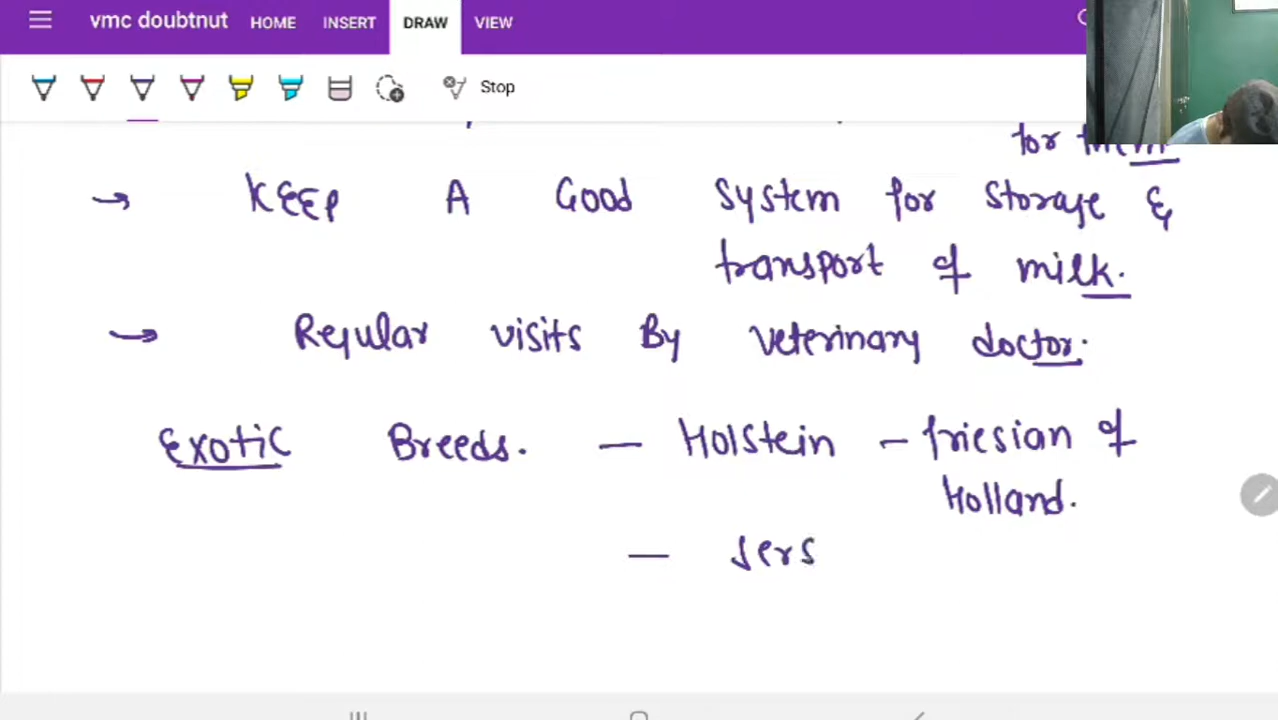 vmc doubtnut HOME INSERT DRAW VIEW
Stop
for them
→ KEEP A Good System for storage &
transport of milk.
→ Regular visits By veterinary doctor.
Exotic Breeds. — Holstein – friesian of
Holland.
— Jers